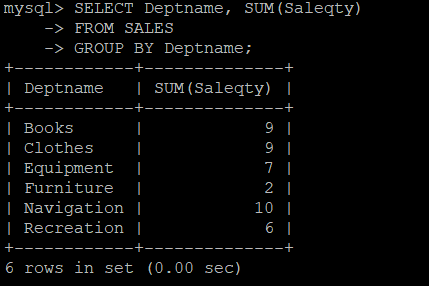 mysql> SELECT Deptname, SUM(Saleqty)
    -> FROM SALES
    -> GROUP BY Deptname;
+------------+--------------+
| Deptname   | SUM(Saleqty) |
+------------+--------------+
| Books      |            9 |
| Clothes    |            9 |
| Equipment  |            7 |
| Furniture  |            2 |
| Navigation |           10 |
| Recreation |            6 |
+------------+--------------+
6 rows in set (0.00 sec)